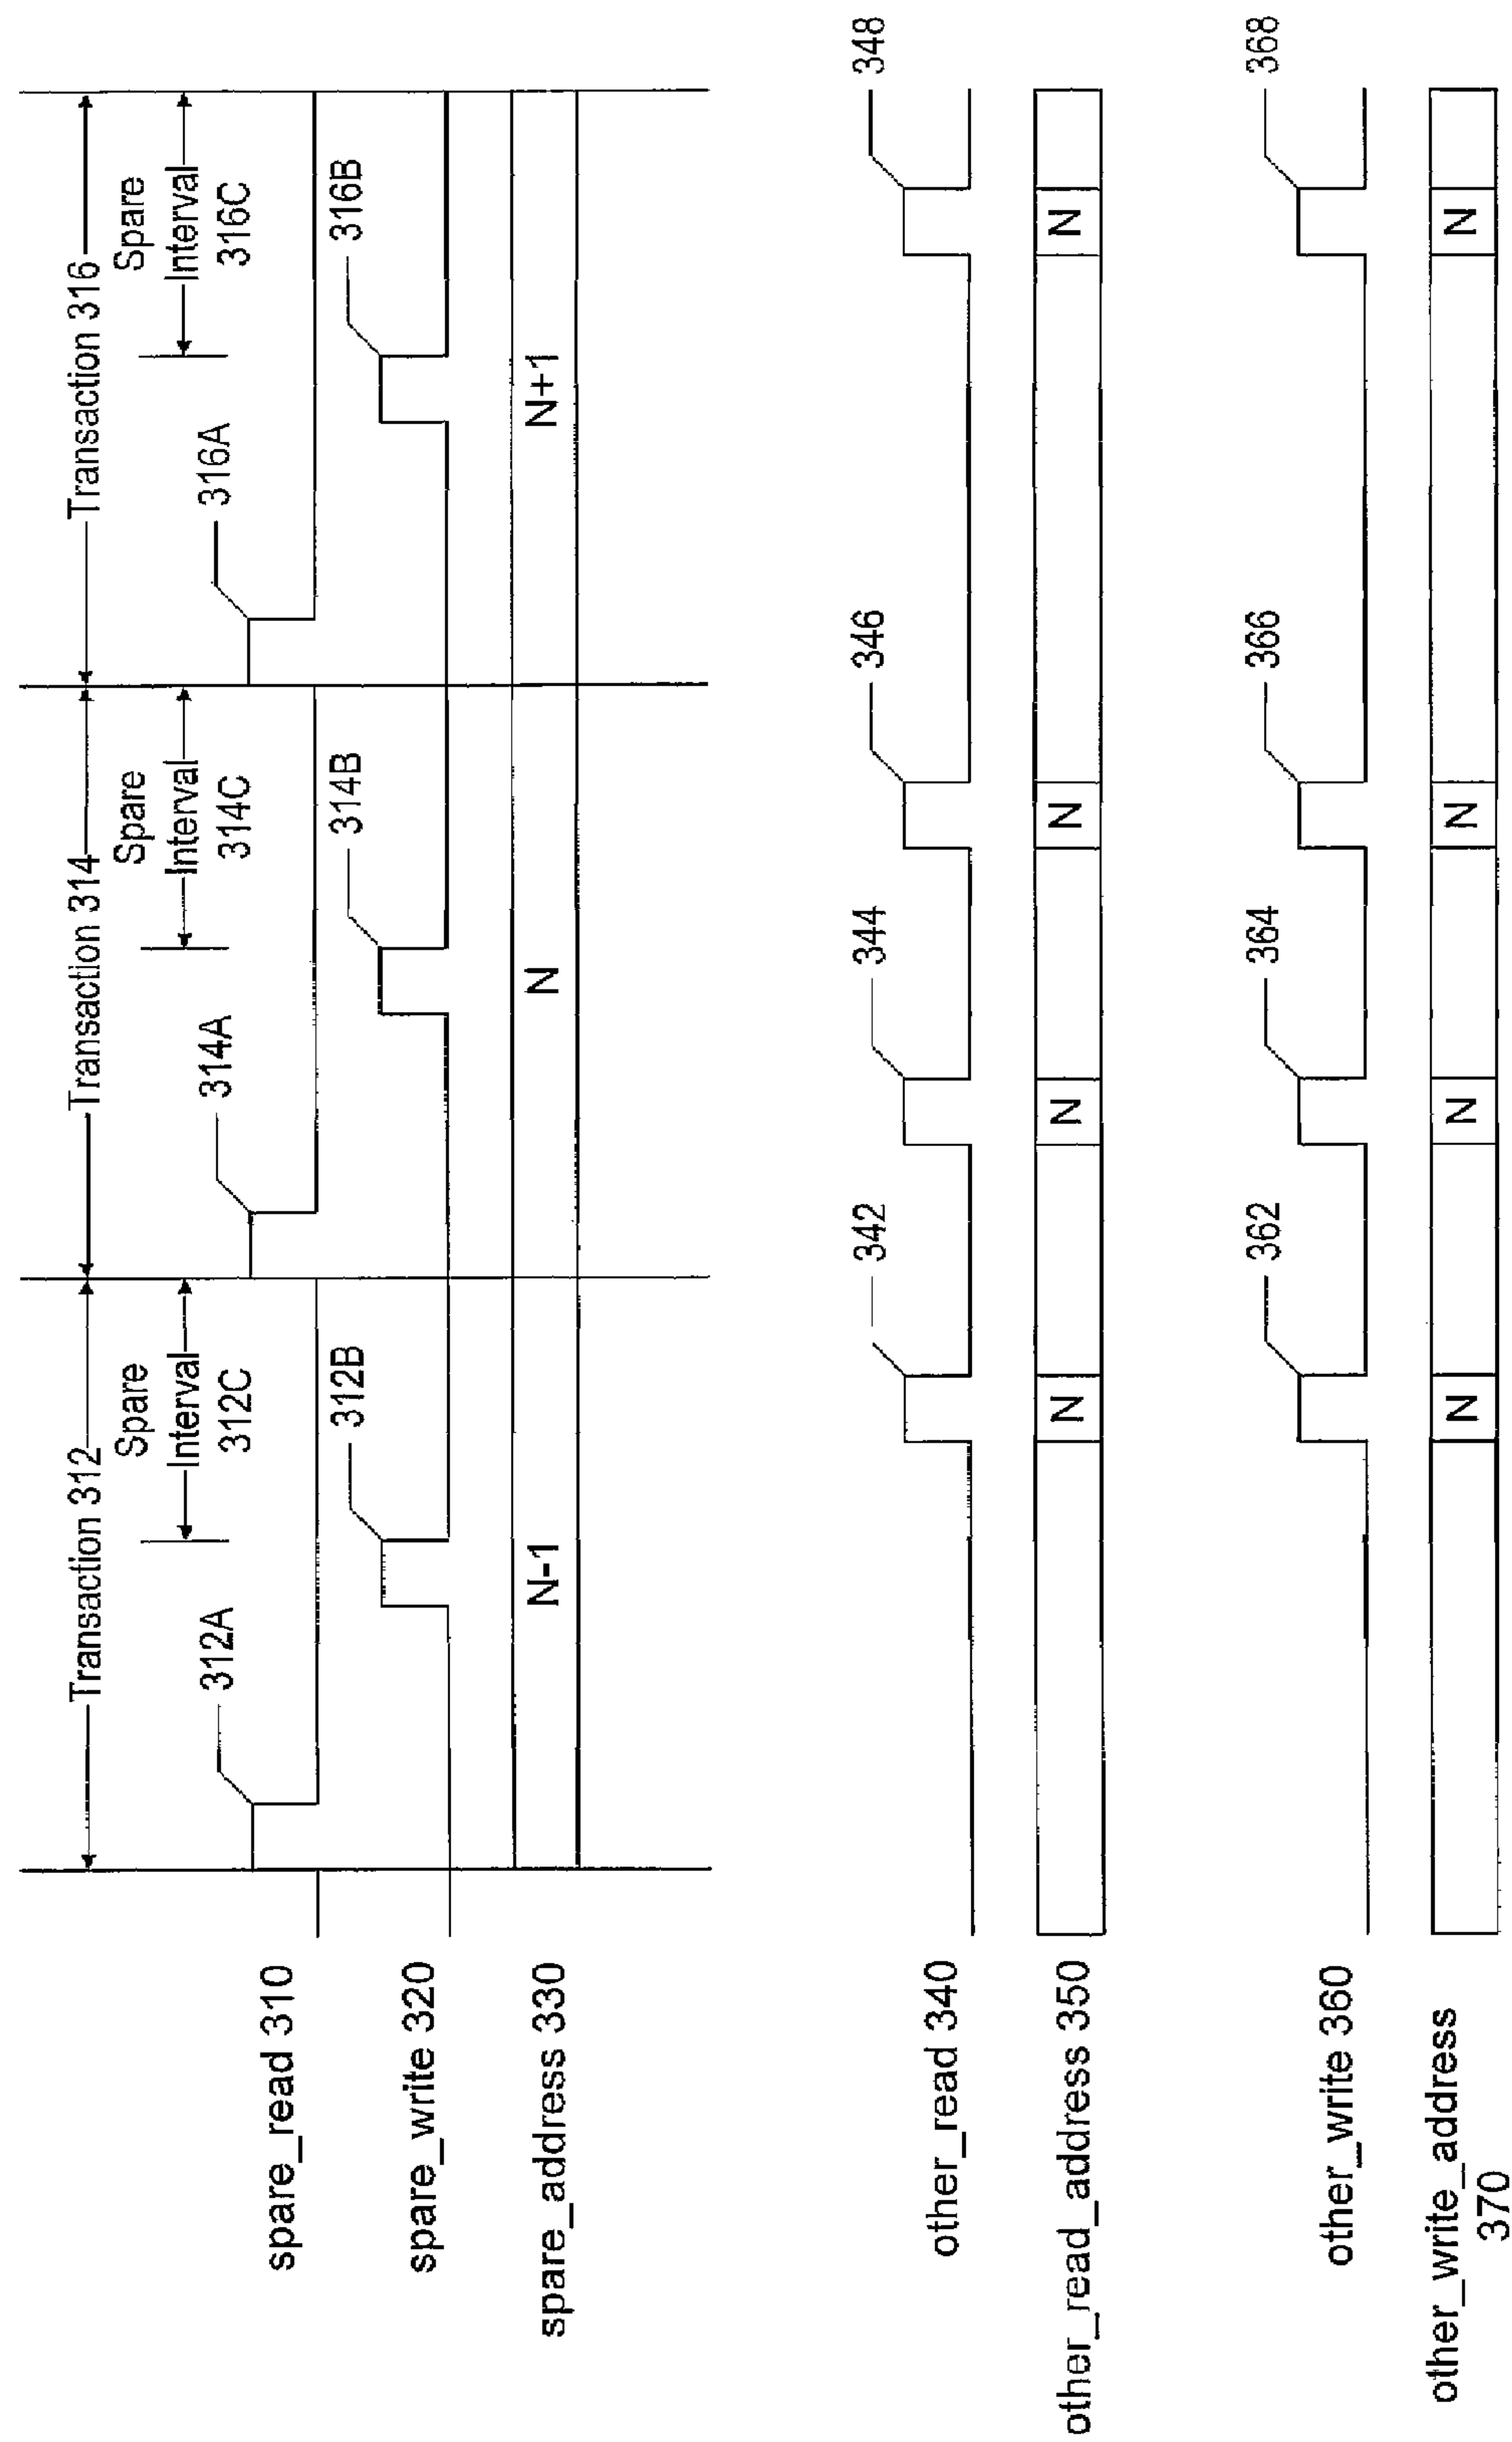 Transaction 312
Transaction 314
Transaction 316
Spare
Interval
312C
Spare
Interval
314C
Spare
Interval
316C
312A
314A
316A
spare_read 310
312B
314B
316B
spare_write 320
spare_address 330
N-1
N
N+1
342
344
346
348
other_read 340
other_read_address 350
N
N
N
N
362
364
366
368
other_write 360
other_write_address
370
N
N
N
N